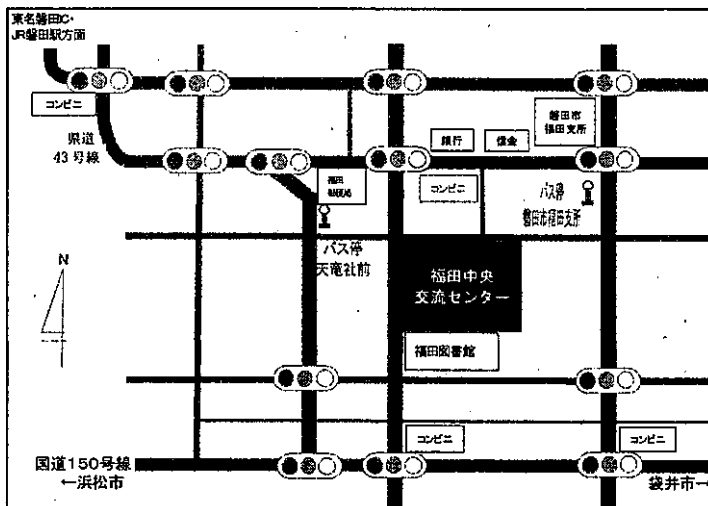 東名磐田IC・
JR磐田駅方面
コンビニ
県道
43号線
銀行
信金
磐田市
福田支所
福田
郵便局
コンビニ
バス停
磐田市福田支所
バス停
天竜社前
N
福田中央
交流センター
福田図書館
コンビニ
コンビニ
国道150号線
←浜松市
袋井市→